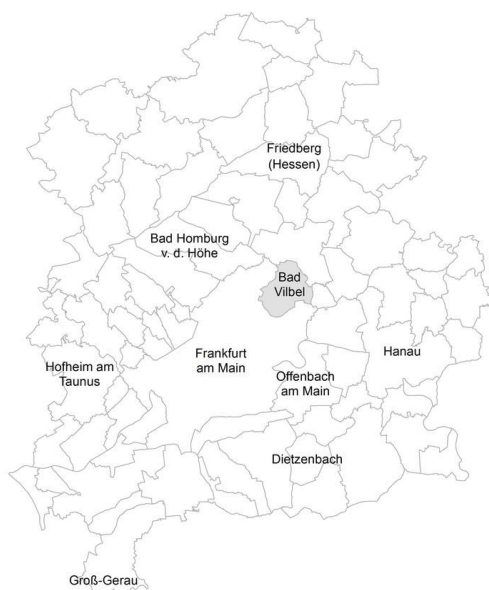 Friedberg
(Hessen)
Bad Homburg
v. d. Höhe
Bad
Vilbel
Frankfurt
am Main
Hanau
Hofheim am
Taunus
Offenbach
am Main
Dietzenbach
Groß-Gerau